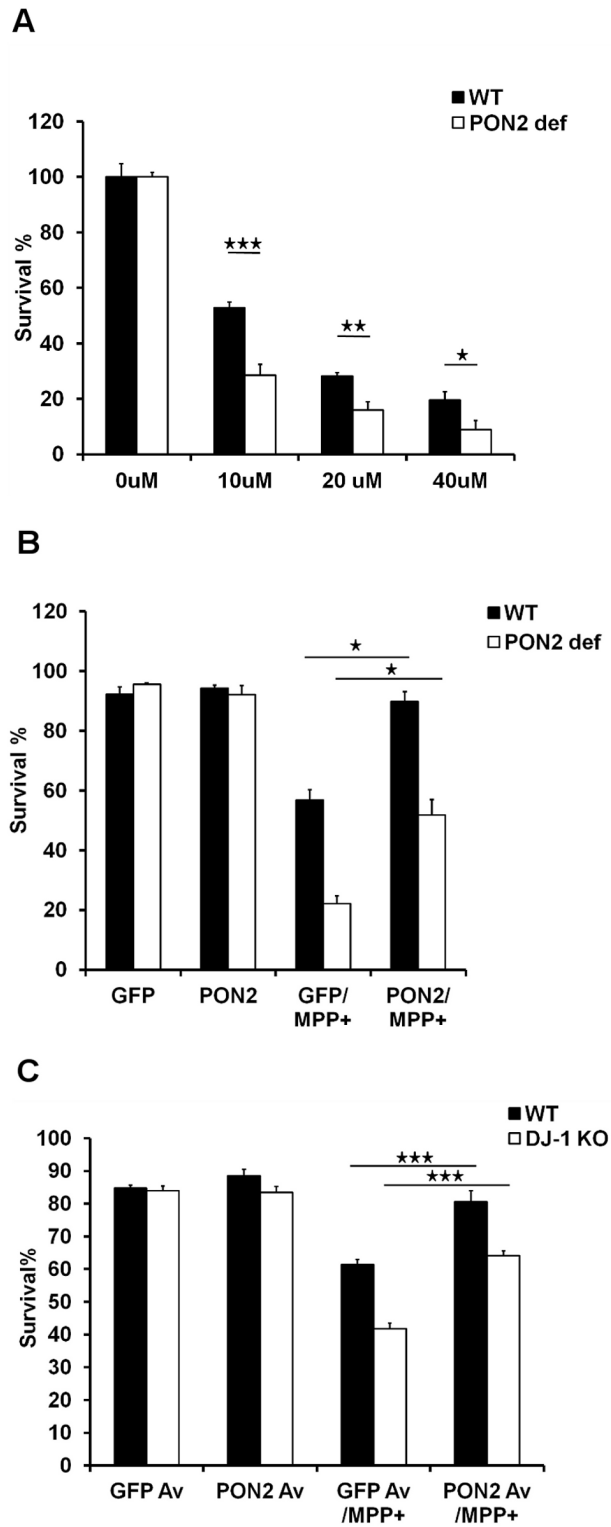 A
WT
PON2 def
120
100
80
60
40
20
0
Survival %
★★★
★★
★
0uM
10uM
20 uM
40uM
B
WT
PON2 def
120
100
80
60
40
20
0
Survival %
★
★
GFP
PON2
GFP/
MPP+
PON2/
MPP+
C
WT
DJ-1 KO
100
90
80
70
60
50
40
30
20
10
0
Survival%
★★★
★★★
GFP Av
PON2 Av
GFP Av
/MPP+
PON2 Av
/MPP+